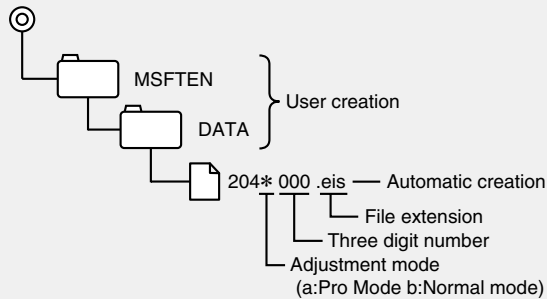 MSFTEN
User creation
DATA
204* 000 .eis
Automatic creation
File extension
Three digit number
Adjustment mode
(a:Pro Mode b:Normal mode)